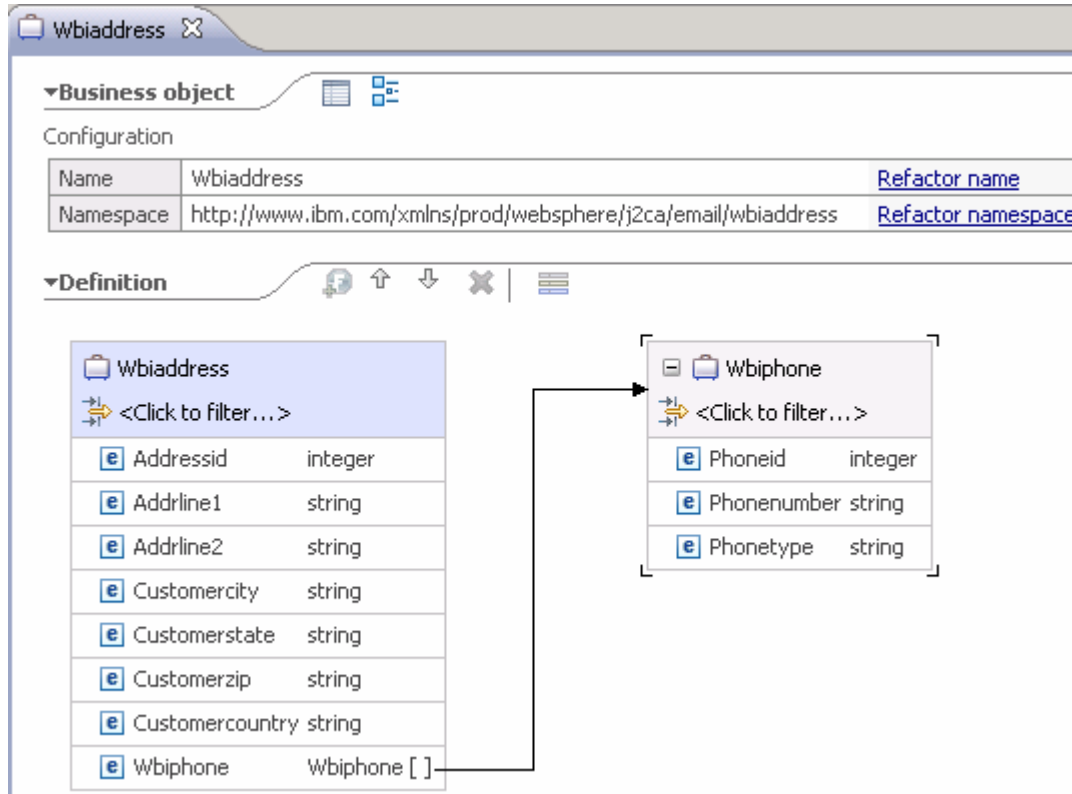 Wbiaddress
Business object
Configuration
Name Wbiaddress Refactor name
Namespace http://www.ibm.com/xmlns/prod/websphere/j2ca/email/wbiaddress Refactor namespace
Definition
Wbiaddress
<Click to filter...>
e Addressid integer
e Addrline1 string
e Addrline2 string
e Customercity string
e Customerstate string
e Customerzip string
e Customercountry string
e Wbiphone Wbiphone [ ]
Wbiphone
<Click to filter...>
e Phoneid integer
e Phonenumber string
e Phonetype string